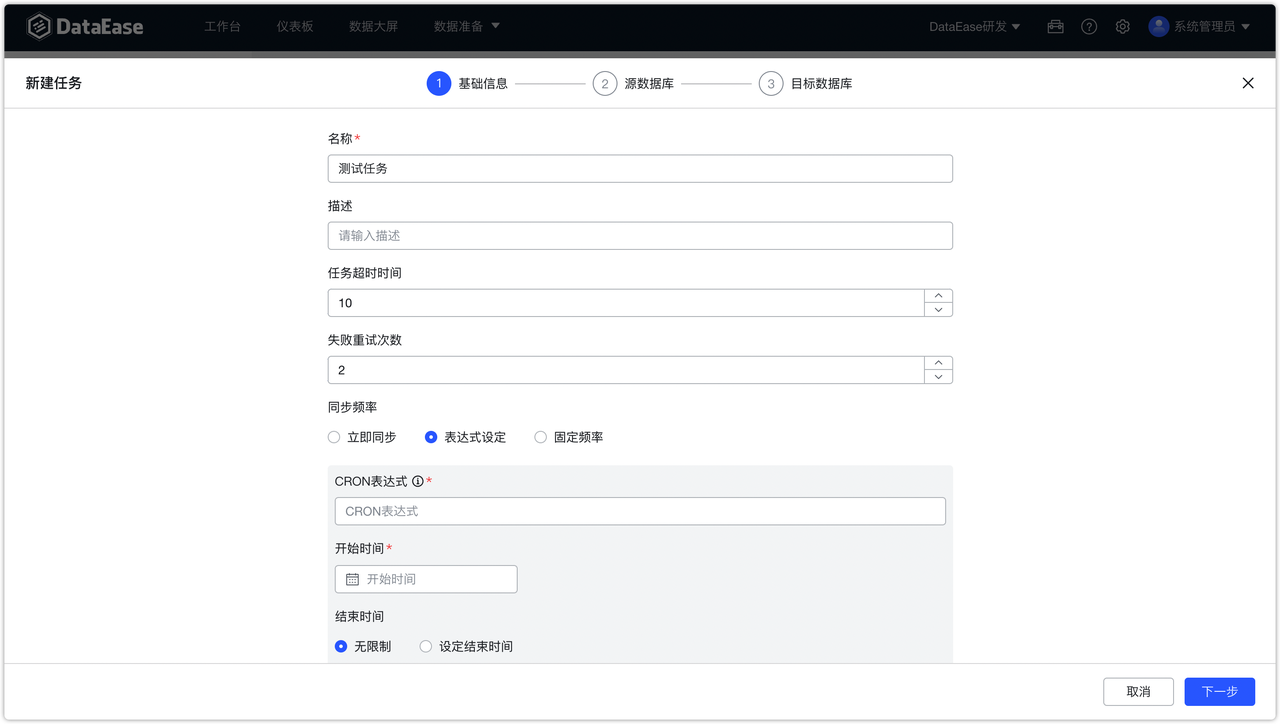 DataEase 工作台 仪表板 数据大屏 数据准备 DataEase研发 系统管理员
新建任务 1 基础信息 2 源数据库 3 目标数据库
名称*
测试任务
描述
请输入描述
任务超时时间
10
失败重试次数
2
同步频率
立即同步 表达式设定 固定频率
CRON表达式 *
CRON表达式
开始时间*
开始时间
结束时间
无限制 设定结束时间
取消 下一步